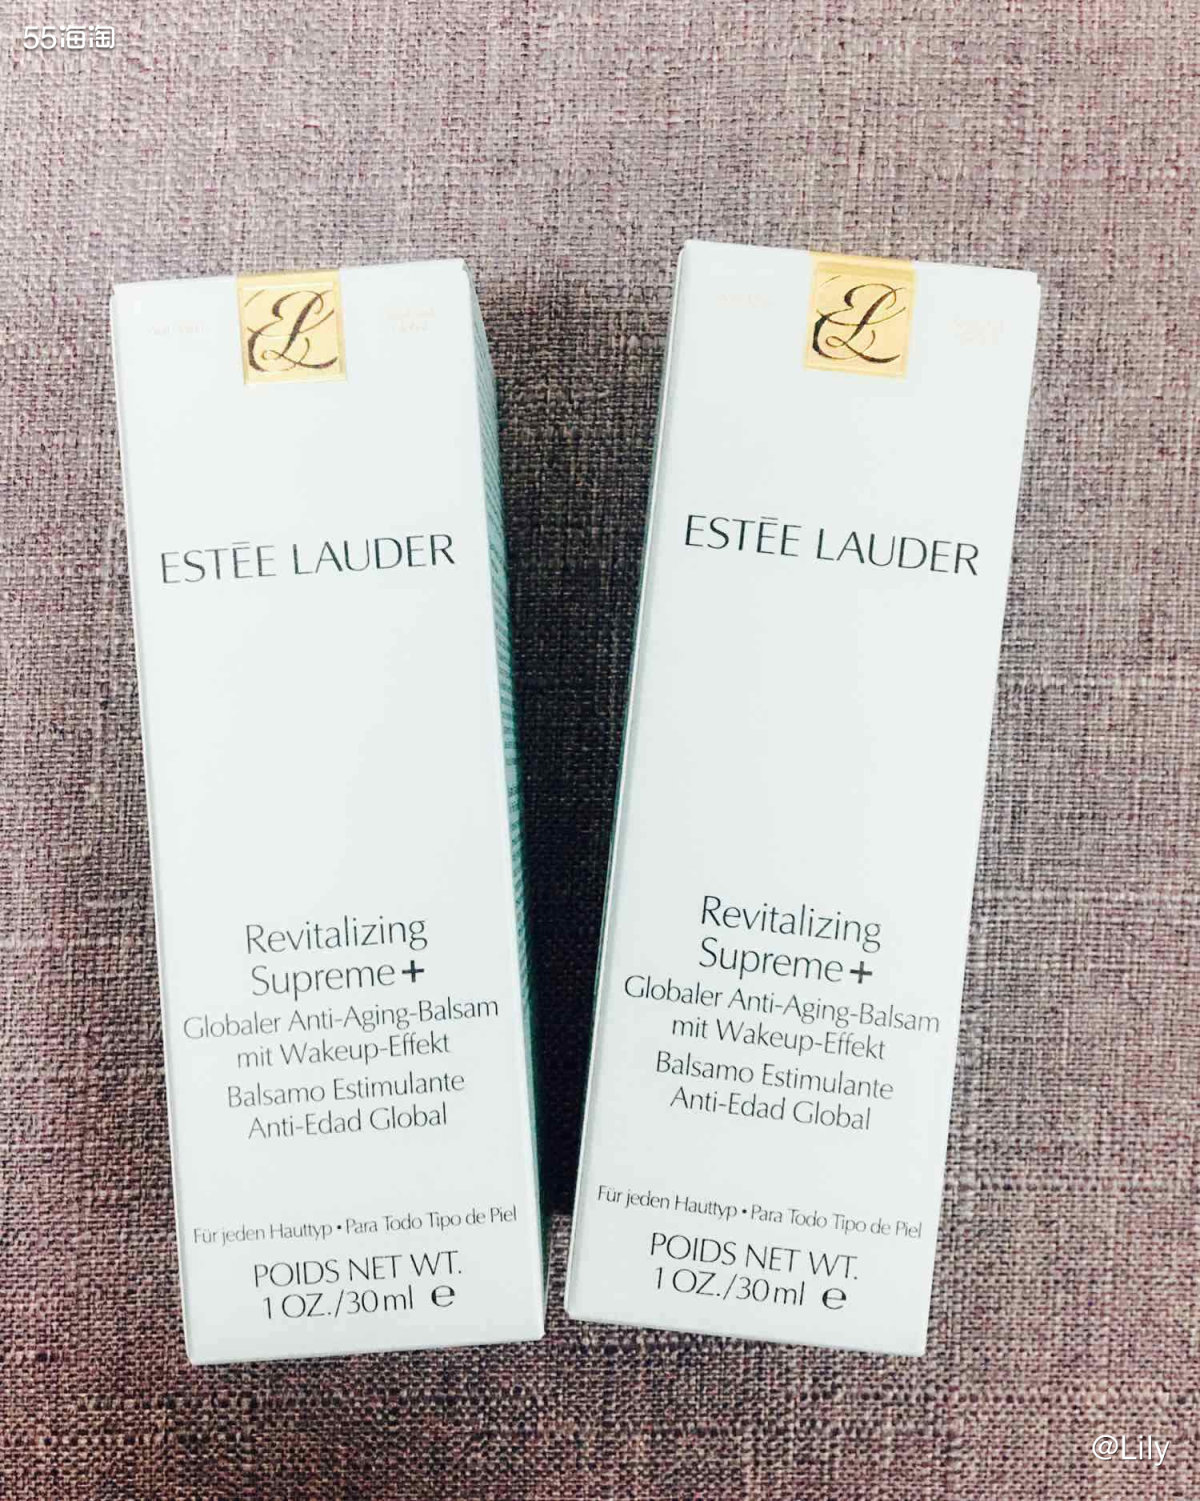 55海淘
ESTĒE LAUDER
Revitalizing
Supreme+
Globaler Anti-Aging-Balsam
mit Wakeup-Effekt
Balsamo Estimulante
Anti-Edad Global
Für jeden Hauttyp • Para Todo Tipo de Piel
POIDS NET WT.
1 OZ./30ml e
ESTĒE LAUDER
Revitalizing
Supreme+
Globaler Anti-Aging-Balsam
mit Wakeup-Effekt
Balsamo Estimulante
Anti-Edad Global
Für jeden Hauttyp • Para Todo Tipo de Piel
POIDS NET WT.
1 OZ./30ml e
@Lily